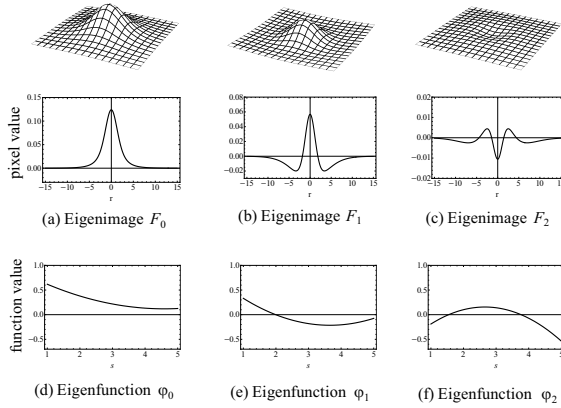 0.15
0.10
0.05
0.00
pixel value
−15 −10 −5 0 5 10 15
r
(a) Eigenimage F0
0.08
0.06
0.04
0.02
0.00
−0.02
−15 −10 −5 0 5 10 15
r
(b) Eigenimage F1
0.02
0.01
0.00
−0.01
−0.02
−15 −10 −5 0 5 10 15
r
(c) Eigenimage F2
function value
1.0
0.5
0.0
−0.5
1 2 3 4 5
s
(d) Eigenfunction φ0
1.0
0.5
0.0
−0.5
1 2 3 4 5
s
(e) Eigenfunction φ1
1.0
0.5
0.0
−0.5
1 2 3 4 5
s
(f) Eigenfunction φ2